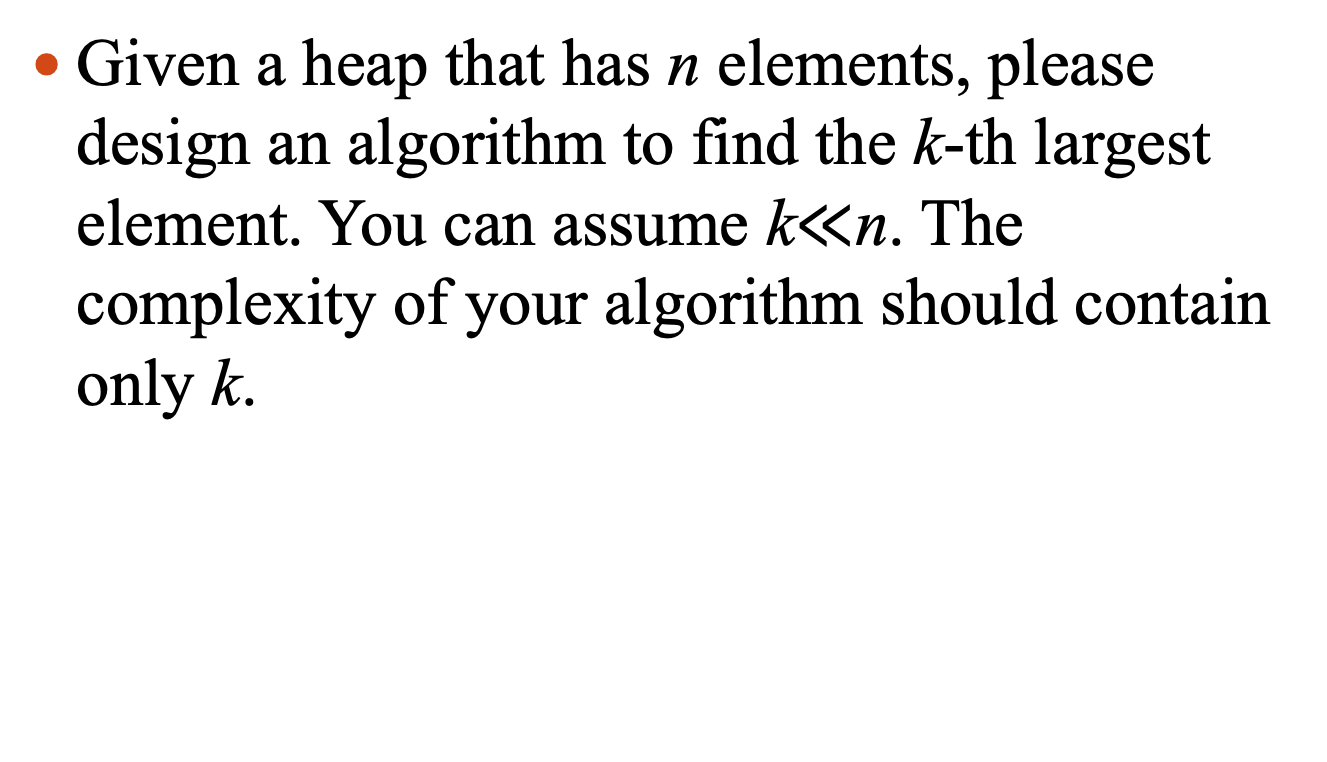 • Given a heap that has n elements, please
design an algorithm to find the k-th largest
element. You can assume k≪n. The
complexity of your algorithm should contain
only k.